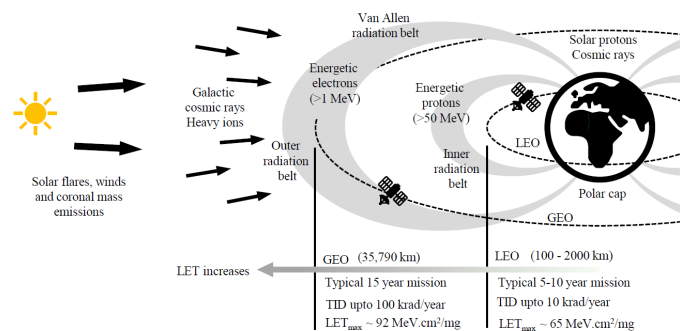 Van Allen
radiation belt
Solar protons
Cosmic rays
Energetic
electrons
(>1 MeV)
Energetic
protons
(>50 MeV)
Galactic
cosmic rays
Heavy ions
LEO
Outer
radiation
belt
Inner
radiation
belt
Solar flares, winds
and coronal mass
emissions
Polar cap
GEO
LET increases
GEO (35,790 km)
Typical 15 year mission
TID upto 100 krad/year
LETmax ~ 92 MeV.cm²/mg
LEO (100 - 2000 km)
Typical 5-10 year mission
TID upto 10 krad/year
LETmax ~ 65 MeV.cm²/mg